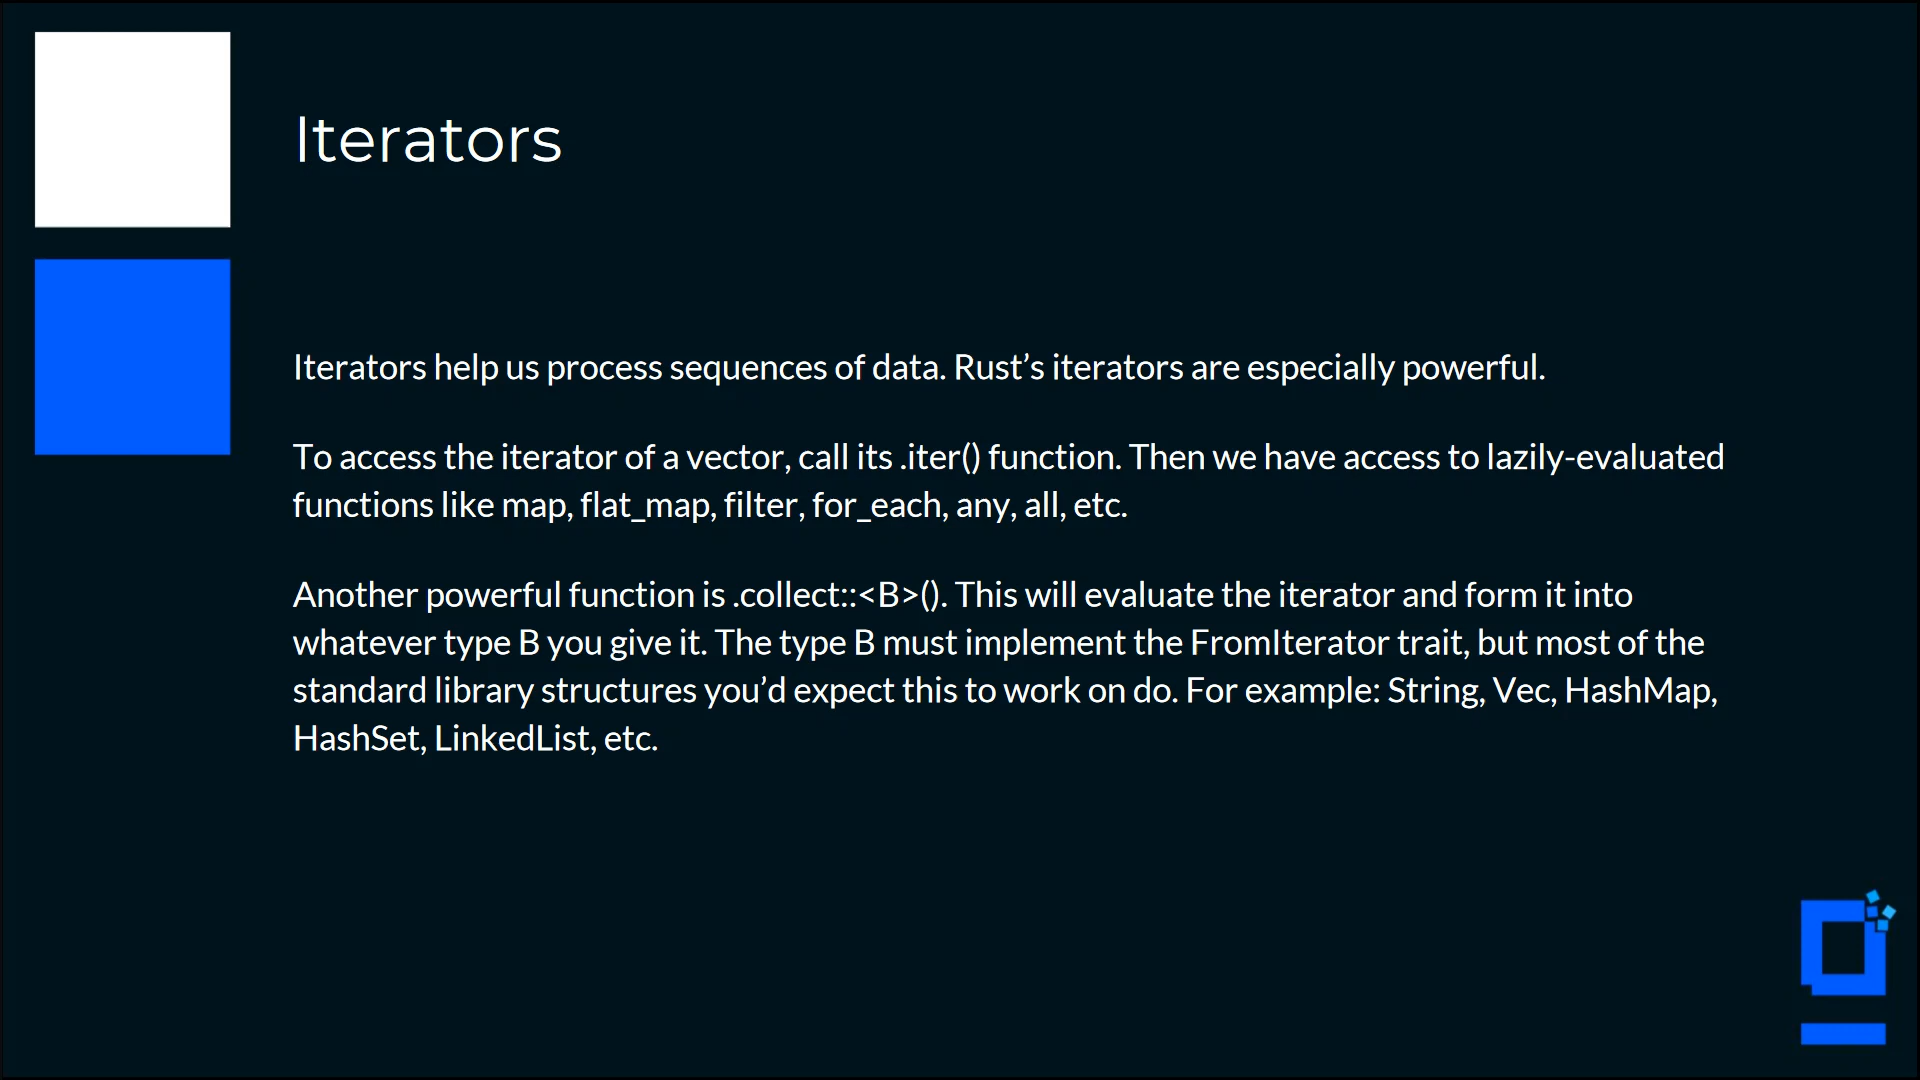 Iterators
Iterators help us process sequences of data. Rust’s iterators are especially powerful.
To access the iterator of a vector, call its .iter() function. Then we have access to lazily-evaluated
functions like map, flat_map, filter, for_each, any, all, etc.
Another powerful function is .collect::<B>(). This will evaluate the iterator and form it into
whatever type B you give it. The type B must implement the FromIterator trait, but most of the
standard library structures you’d expect this to work on do. For example: String, Vec, HashMap,
HashSet, LinkedList, etc.